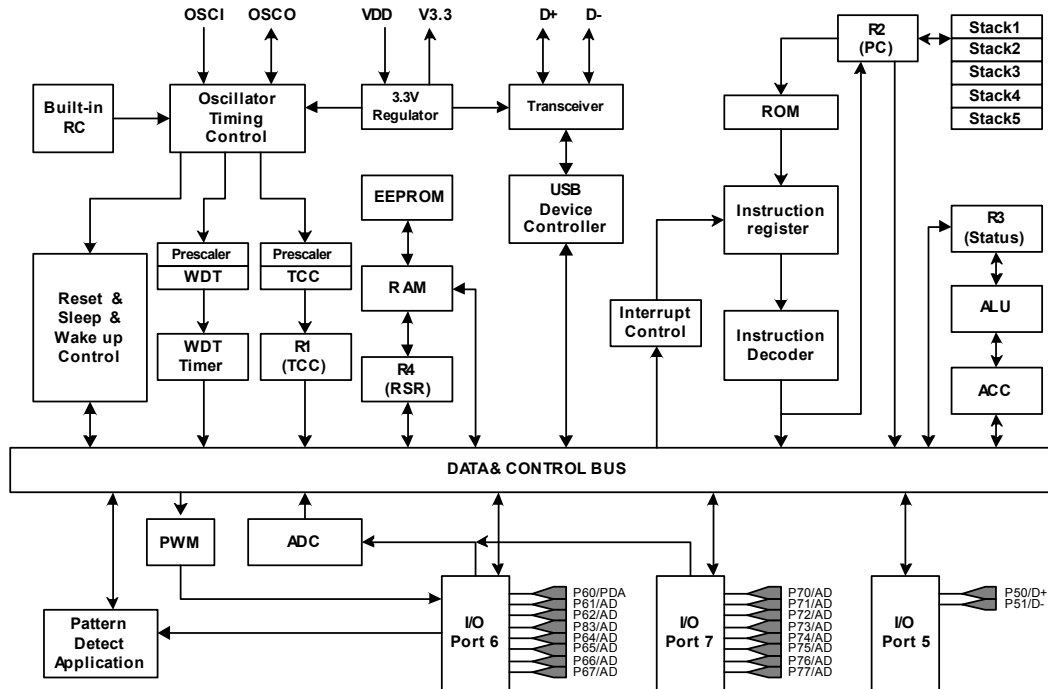 OSCI
OSCO
VDD
V3.3
D+
D-
R2
(PC)
Stack1
Stack2
Stack3
Stack4
Stack5
Built-in
RC
Oscillator
Timing
Control
3.3V
Regulator
Transceiver
ROM
EEPROM
USB
Device
Controller
Instruction
register
R3
(Status)
Prescaler
WDT
Prescaler
TCC
RAM
Reset &
Sleep &
Wake up
Control
Interrupt
Control
ALU
WDT
Timer
R1
(TCC)
R4
(RSR)
Instruction
Decoder
ACC
DATA& CONTROL BUS
PWM
ADC
Pattern
Detect
Application
I/O
Port 6
P60/PDA
P61/AD
P62/AD
P83/AD
P64/AD
P65/AD
P66/AD
P67/AD
I/O
Port 7
P70/AD
P71/AD
P72/AD
P73/AD
P74/AD
P75/AD
P76/AD
P77/AD
I/O
Port 5
P50/D+
P51/D-